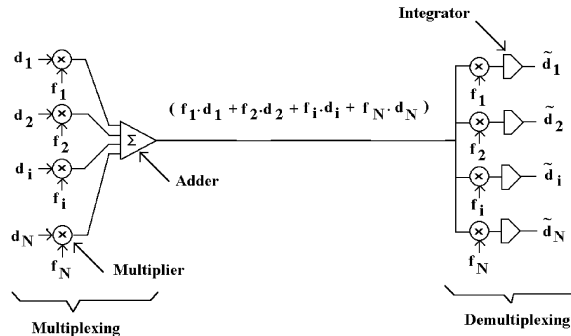 Integrator
d1
f1
d2
f2
di
fi
dN
fN
Σ
Adder
Multiplier
Multiplexing
( f1·d1 + f2·d2 + fi·di + fN·dN )
f1
d̃1
f2
d̃2
fi
d̃i
fN
d̃N
Demultiplexing